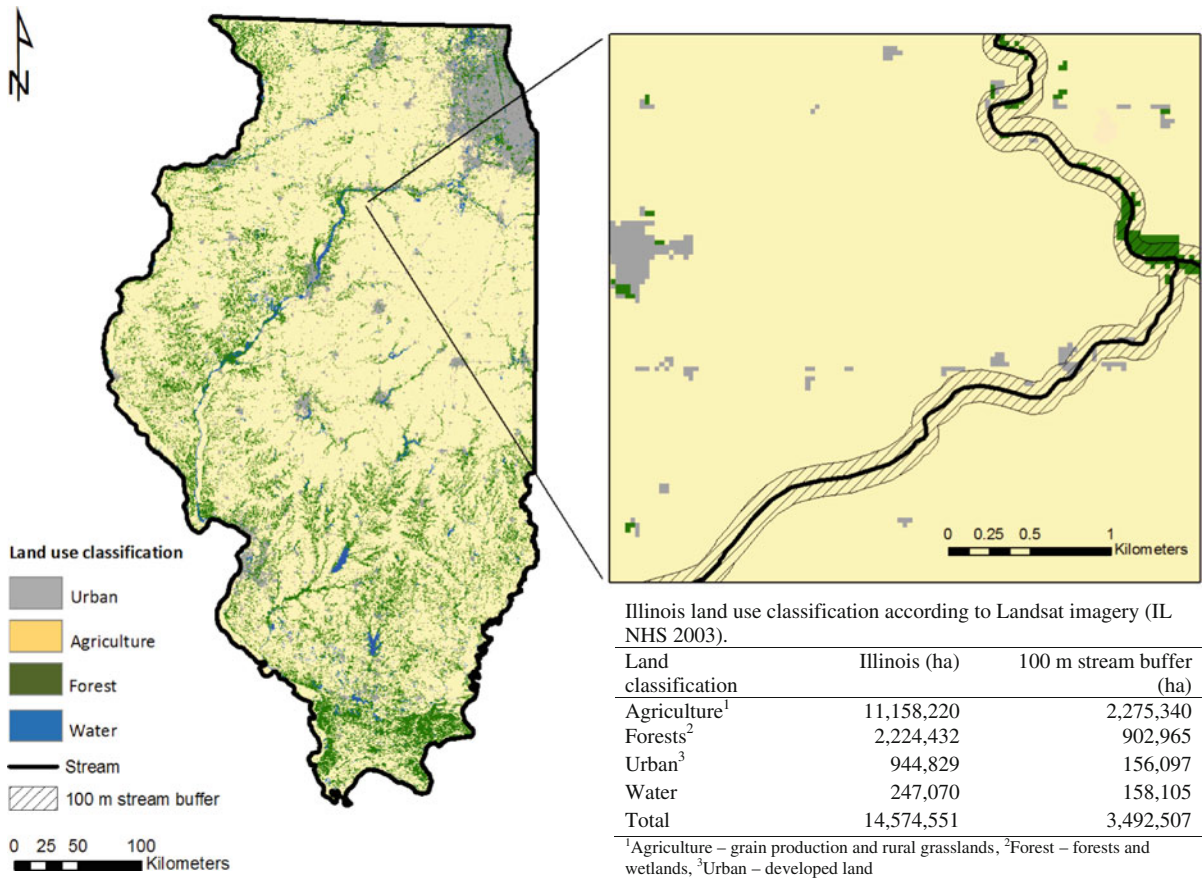 N
Land use classification
Urban
Agriculture
Forest
Water
Stream
100 m stream buffer
0 25 50 100
Kilometers
0 0.25 0.5 1
Kilometers
Illinois land use classification according to Landsat imagery (IL
NHS 2003).
Land classification Illinois (ha) 100 m stream buffer (ha)
Agriculture¹ 11,158,220 2,275,340
Forests² 2,224,432 902,965
Urban³ 944,829 156,097
Water 247,070 158,105
Total 14,574,551 3,492,507
¹Agriculture – grain production and rural grasslands, ²Forest – forests and
wetlands, ³Urban – developed land